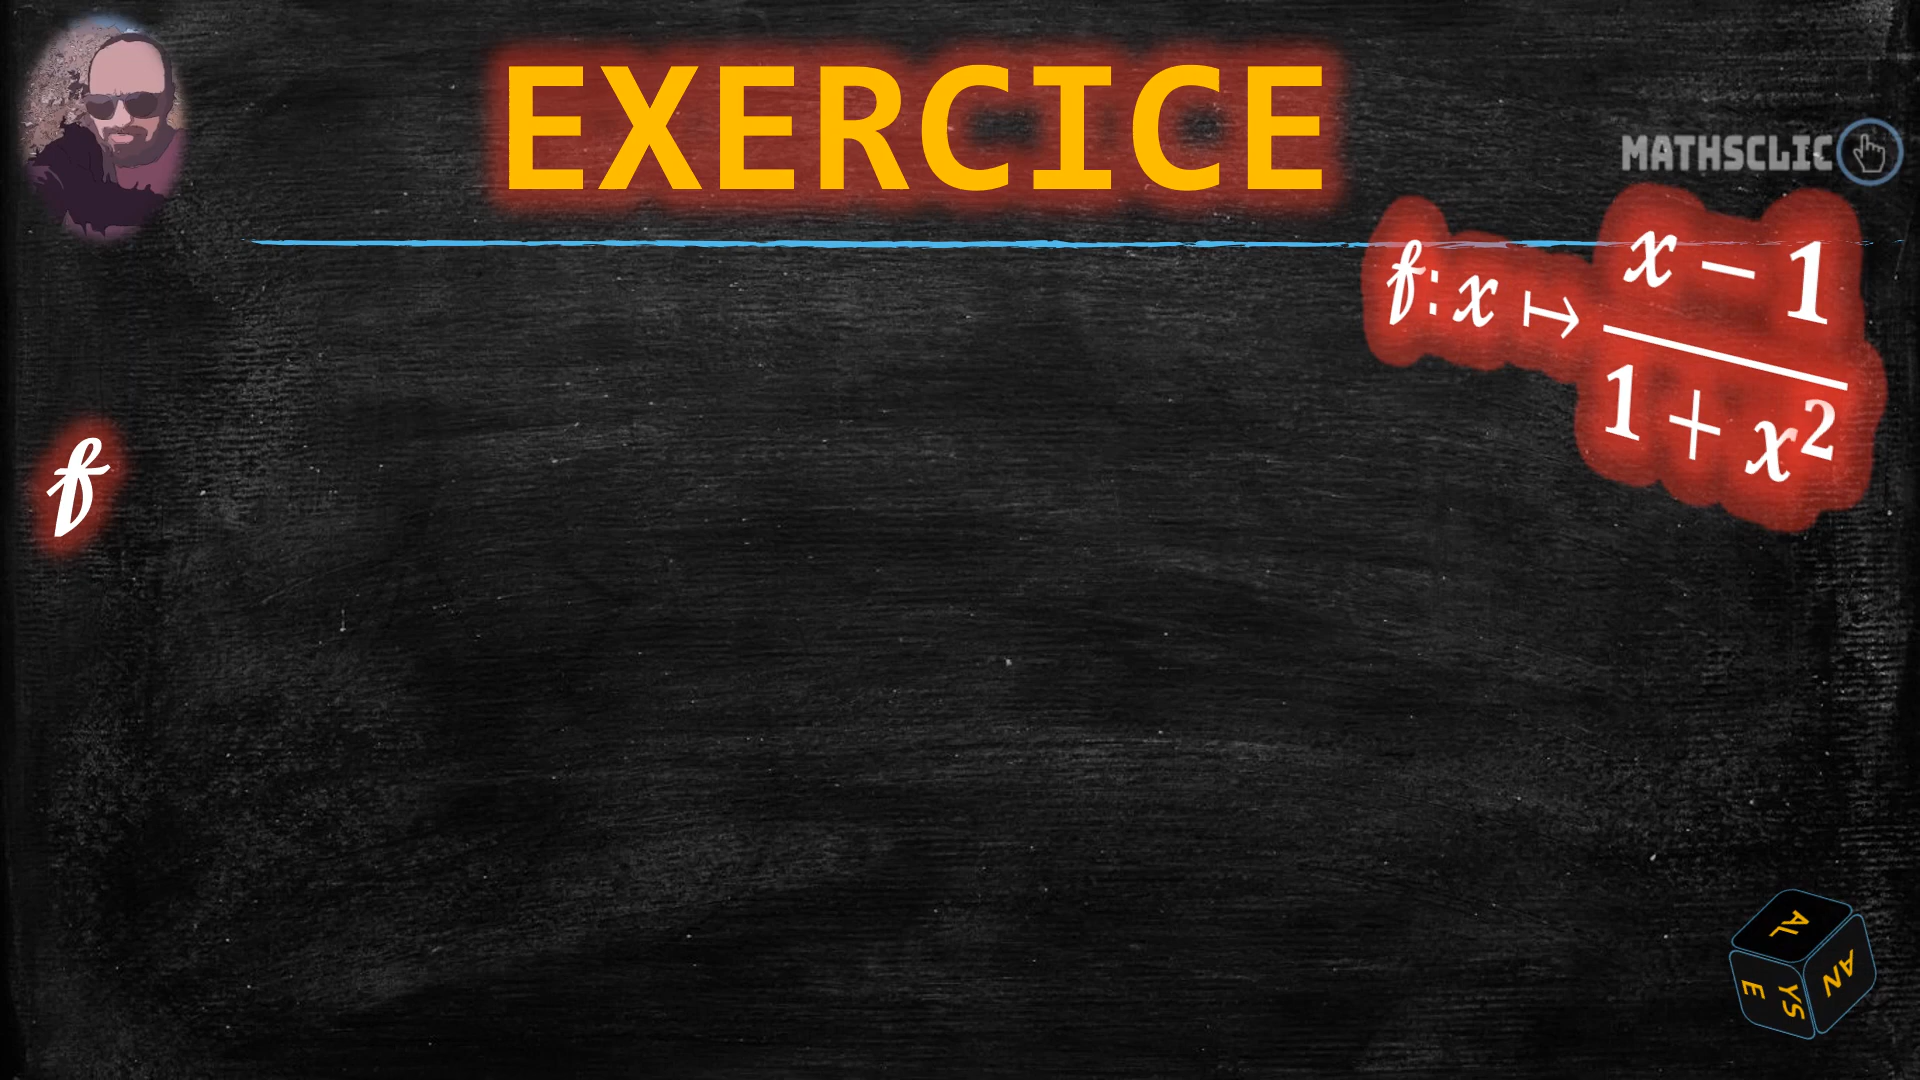 EXERCICE
MATHSCLIC
f: x ↦ (x − 1)/(1 + x²)
f
AL
AN
YS
E